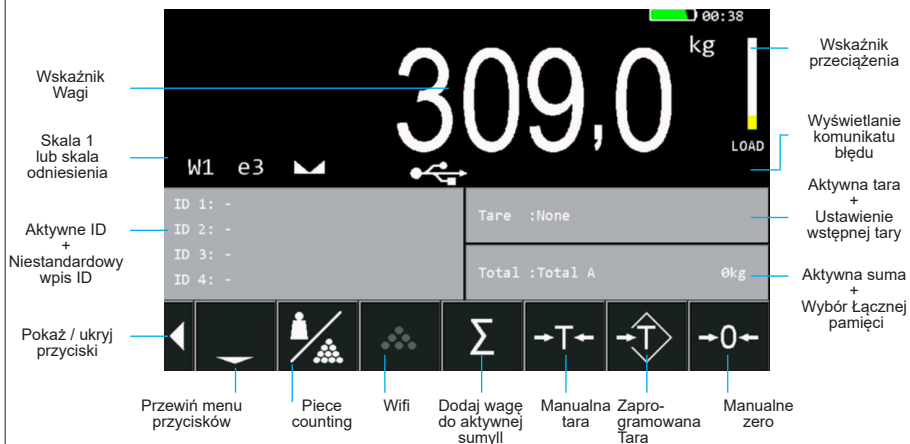 00:38
kg
309,0
LOAD
W1 e3
ID 1: -
ID 2: -
ID 3: -
ID 4: -
Tare :None
Total :Total A 0kg
→T←
→T←
→0←
Σ
Wskaźnik
Wagi
Skala 1
lub skala
odniesienia
Aktywne ID
+
Niestandardowy
wpis ID
Pokaż / ukryj
przyciski
Wskaźnik
przeciążenia
Wyświetlanie
komunikatu
błędu
Aktywna tara
+
Ustawienie
wstępnej tary
Aktywna suma
+
Wybór Łącznej
pamięci
Przewiń menu
przycisków
Piece
counting
Wifi
Dodaj wagę
do aktywnej
sumyll
Manualna
tara
Zapro-
gramowana
Tara
Manualne
zero